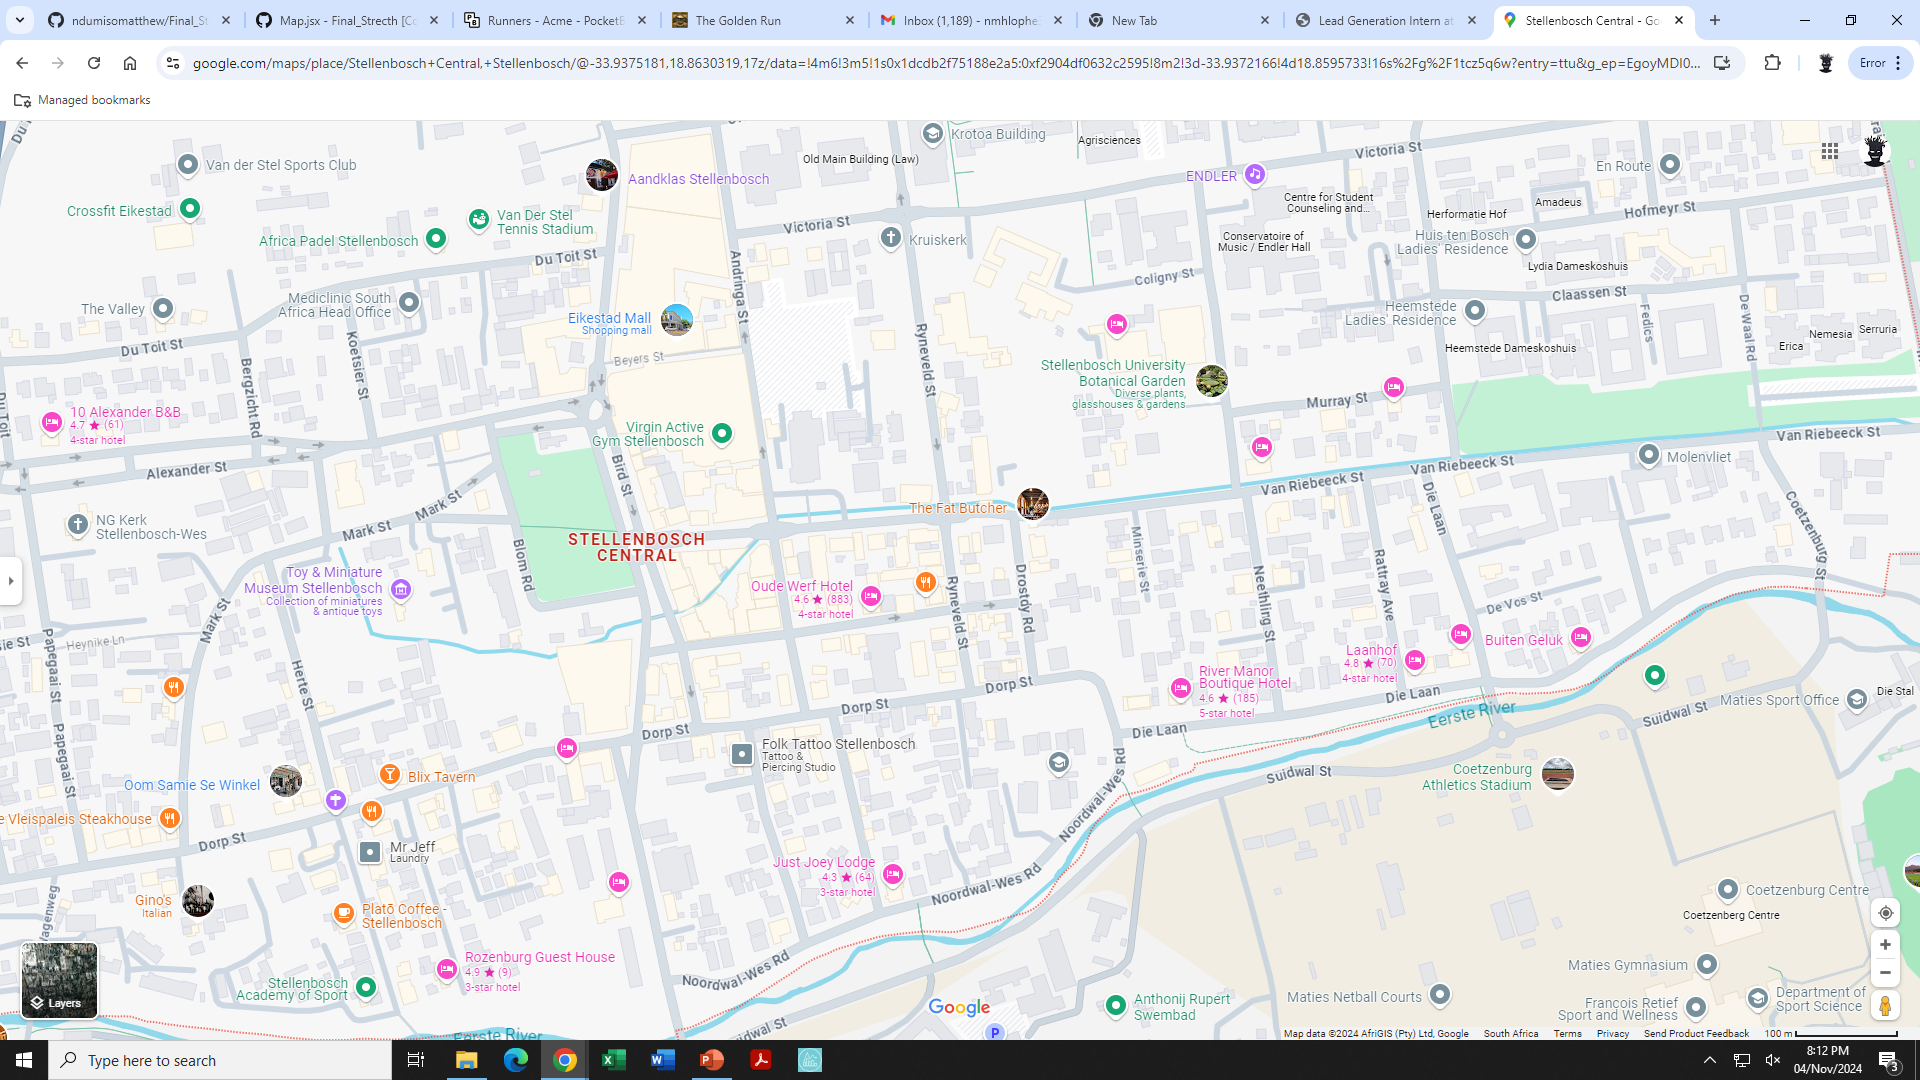 ndumisomatthew/Final_St
Map.jsx - Final_Strecth [Co
Runners - Acme - PocketB
The Golden Run
Inbox (1,189) - nmhlophe
New Tab
Lead Generation Intern at
Stellenbosch Central - Go
google.com/maps/place/Stellenbosch+Central,+Stellenbosch/@-33.9375181,18.8630319,17z/data=!4m6!3m5!1s0x1dcdb2f75188e2a5:0xf2904df0632c2595!8m2!3d-33.9372166!4d18.8595733!16s%2Fg%2F1tcz5q6w?entry=ttu&g_ep=EgoyMDI0...
Error
Managed bookmarks
Krotoa Building
Agrisciences
Old Main Building (Law)
Victoria St
En Route
Van der Stel Sports Club
Aandklas Stellenbosch
ENDLER
Centre for Student
Counseling and...
Amadeus
Hofmeyr St
Crossfit Eikestad
Van Der Stel
Tennis Stadium
Victoria St
Herformatie Hof
Africa Padel Stellenbosch
Kruiskerk
Conservatoire of
Music / Endler Hall
Huis ten Bosch
Ladies' Residence
Du Toit St
Andringa St
Coligny St
Lydia Dameskoshuis
Claassen St
The Valley
Mediclinic South
Africa Head Office
Eikestad Mall
Shopping mall
Heemstede
Ladies' Residence
Fedics
De Waal Rd
Nemesia
Serruria
Erica
Du Toit St
Koetsier St
Beyers St
Ryneveld St
Heemstede Dameskoshuis
Bergzicht Rd
Stellenbosch University
Botanical Garden
Diverse plants,
glasshouses & gardens
Murray St
Du Toit
10 Alexander B&B
4.7 ★ (61)
4-star hotel
Virgin Active
Gym Stellenbosch
Van Riebeeck St
Molenvliet
Alexander St
Bird St
Van Riebeeck St
Van Riebeeck St
Mark St
Die Laan
Coetzenburg St
The Fat Butcher
NG Kerk
Stellenbosch-Wes
Mark St
STELLENBOSCH
CENTRAL
Blom Rd
Minserie St
Rattray Ave
Neethling St
Toy & Miniature
Museum Stellenbosch
Collection of miniatures
& antique toys
Oude Werf Hotel
4.6 ★ (883)
4-star hotel
Ryneveld St
Drostdy Rd
De Vos St
Mark St
Heynike Ln
Papegaai St
Herte St
Buiten Geluk
Laanhof
4.8 ★ (70)
4-star hotel
River Manor
Boutique Hotel
4.6 ★ (185)
5-star hotel
Dorp St
Die Laan
Eerste River
Maties Sport Office
Die Stal
Suidwal St
Dorp St
Dorp St
Die Laan
Papegaai St
Folk Tattoo Stellenbosch
Tattoo &
Piercing Studio
Suidwal St
Coetzenburg
Athletics Stadium
Noordwal-Wes Rd
Oom Samie Se Winkel
Blix Tavern
e Vleispaleis Steakhouse
Dorp St
Mr Jeff
Laundry
Just Joey Lodge
4.3 ★ (64)
3-star hotel
Noordwal-Wes Rd
Coetzenburg Centre
Coetzenberg Centre
Gino's
Italian
Platō Coffee -
Stellenbosch
Rozenburg Guest House
4.9 ★ (9)
3-star hotel
Noordwal-Wes Rd
Maties Gymnasium
Stellenbosch
Academy of Sport
Layers
Google
Anthonij Rupert
Swembad
Maties Netball Courts
Francois Retief
Sport and Wellness
Department of
Sport Science
Eerste River
Map data ©2024 AfriGIS (Pty) Ltd, Google
South Africa
Terms
Privacy
Send Product Feedback
100 m
Type here to search
8:12 PM
04/Nov/2024
3